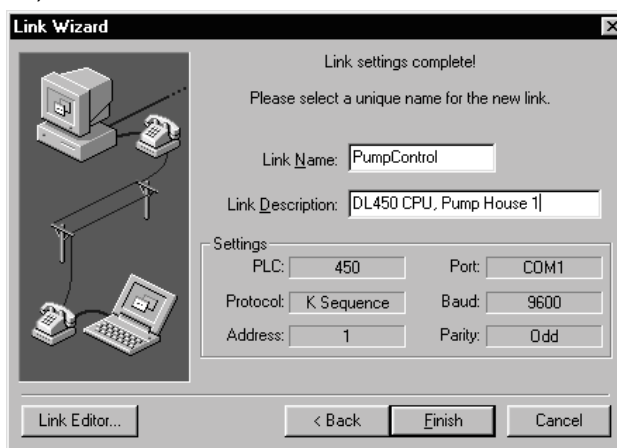 Link Wizard
Link settings complete!
Please select a unique name for the new link.
Link Name: PumpControl
Link Description: DL450 CPU, Pump House 1
Settings
PLC: 450 Port: COM1
Protocol: K Sequence Baud: 9600
Address: 1 Parity: Odd
Link Editor... < Back Finish Cancel